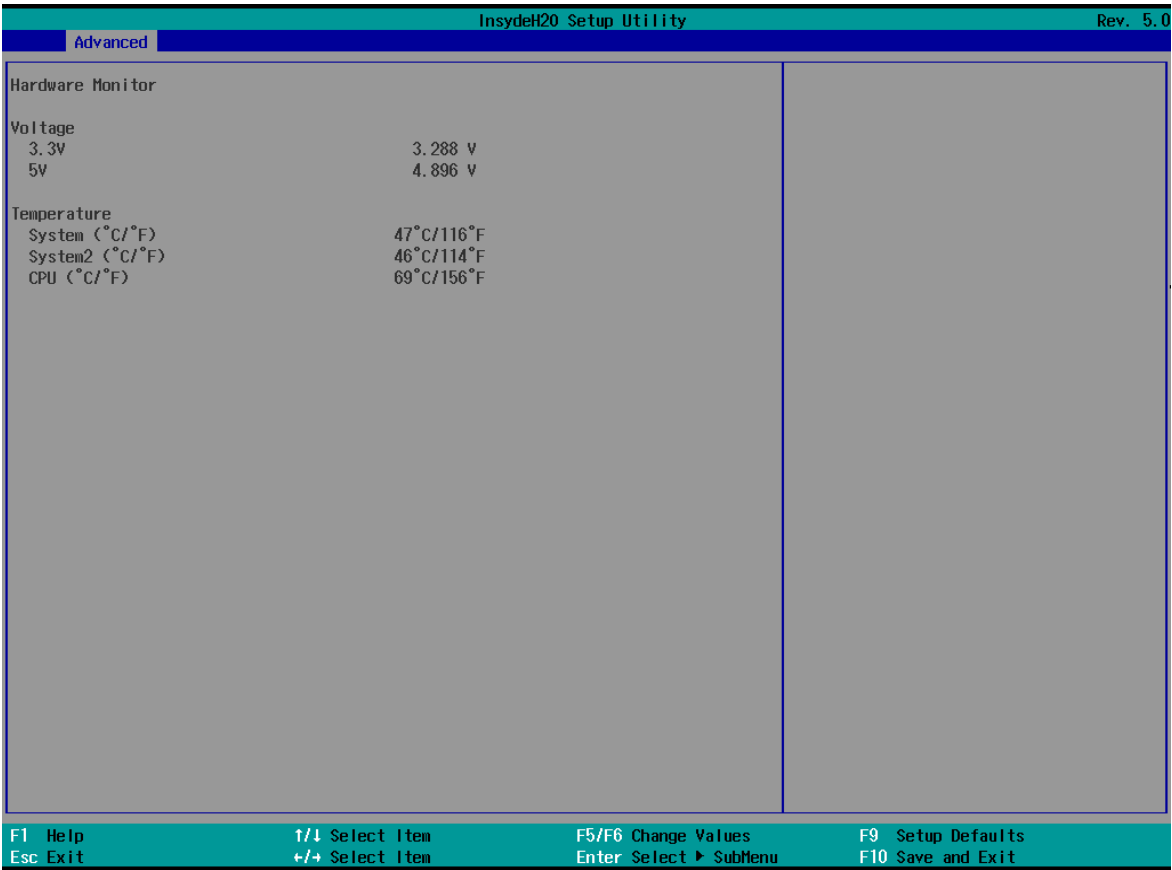 InsydeH20 Setup Utility Rev. 5.0
Advanced
Hardware Monitor
Voltage
3.3V 3.288 V
5V 4.896 V
Temperature
System (°C/°F) 47°C/116°F
System2 (°C/°F) 46°C/114°F
CPU (°C/°F) 69°C/156°F
F1 Help ↑/↓ Select Item F5/F6 Change Values F9 Setup Defaults
Esc Exit ←/→ Select Item Enter Select ▶ SubMenu F10 Save and Exit